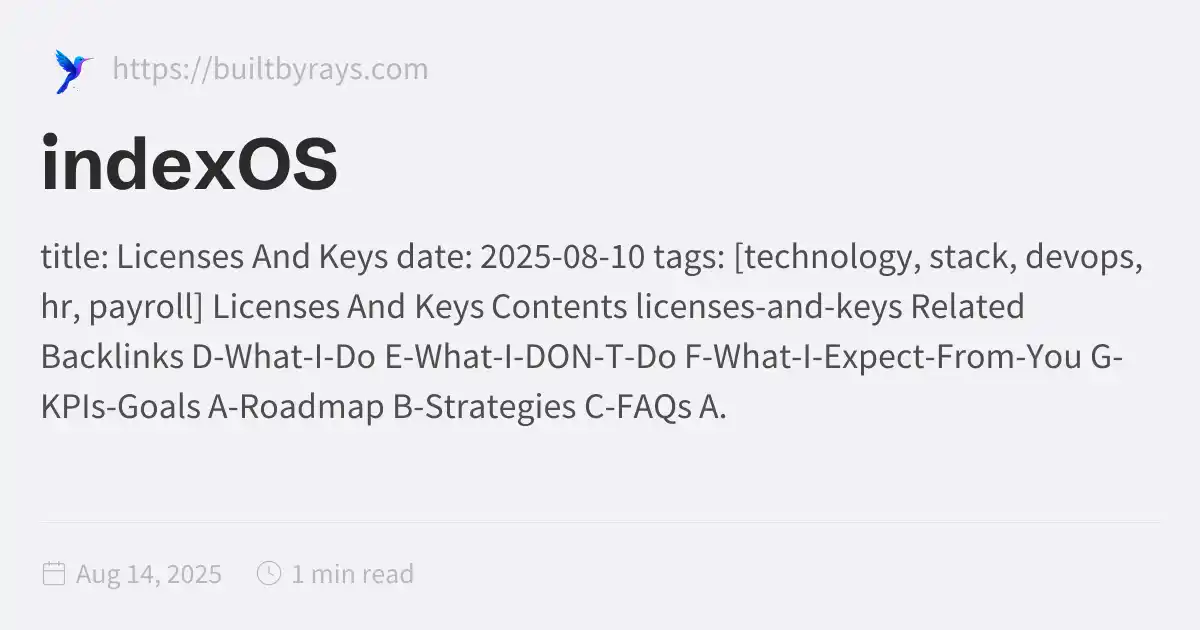 https://builtbyrays.com
indexOS
title: Licenses And Keys date: 2025-08-10 tags: [technology, stack, devops,
hr, payroll] Licenses And Keys Contents licenses-and-keys Related
Backlinks D-What-I-Do E-What-I-DON-T-Do F-What-I-Expect-From-You G-
KPIs-Goals A-Roadmap B-Strategies C-FAQs A.
Aug 14, 2025 1 min read